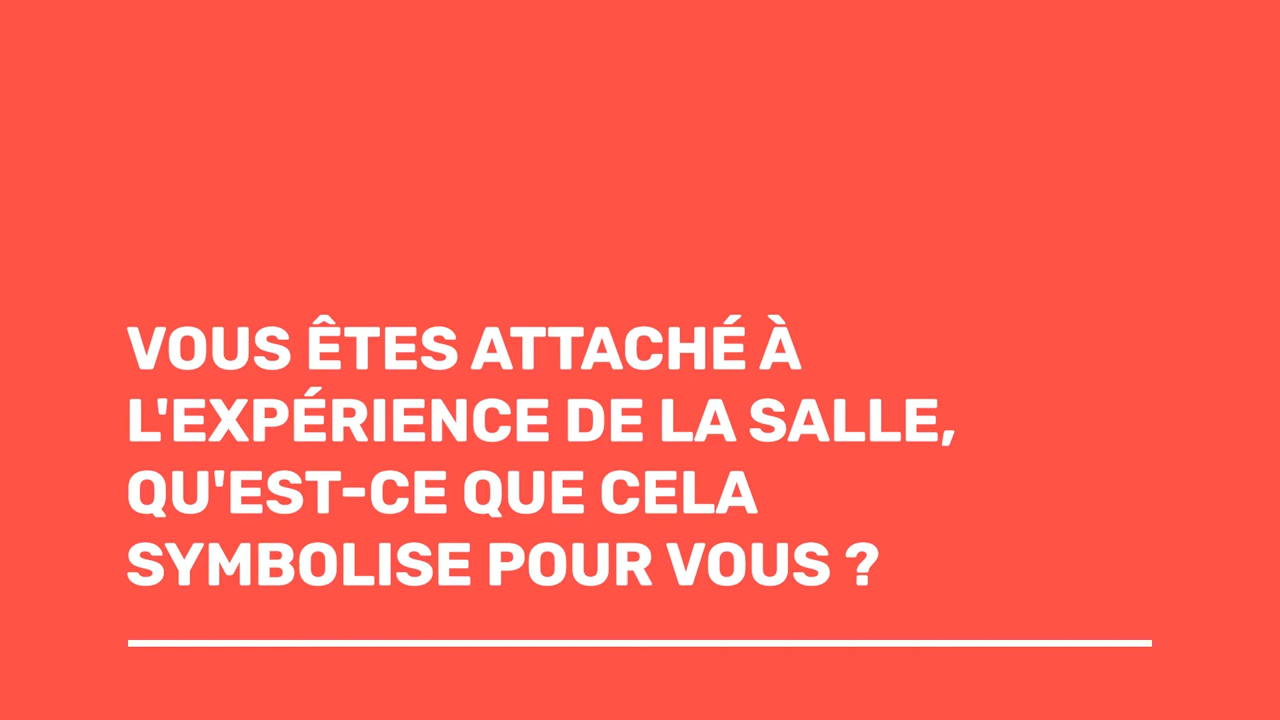 VOUS ÊTES ATTACHÉ À
L'EXPÉRIENCE DE LA SALLE,
QU'EST-CE QUE CELA
SYMBOLISE POUR VOUS ?